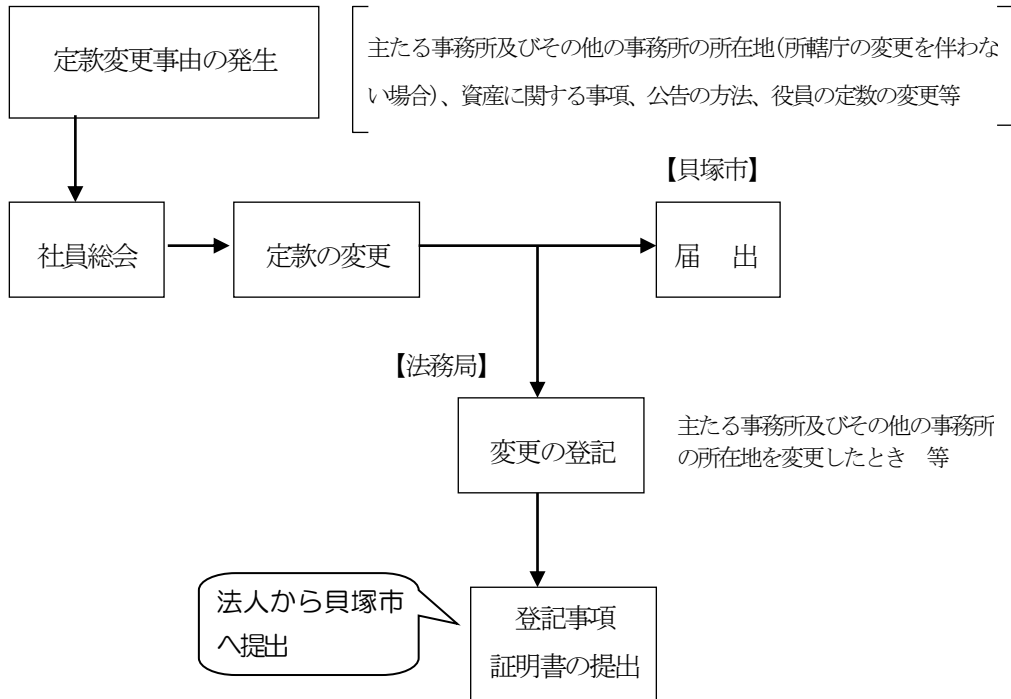 定款変更事由の発生
主たる事務所及びその他の事務所の所在地(所轄庁の変更を伴わな
い場合)、資産に関する事項、公告の方法、役員の定数の変更等
【貝塚市】
社員総会
定款の変更
届　出
【法務局】
変更の登記
主たる事務所及びその他の事務所
の所在地を変更したとき　等
法人から貝塚市
へ提出
登記事項
証明書の提出